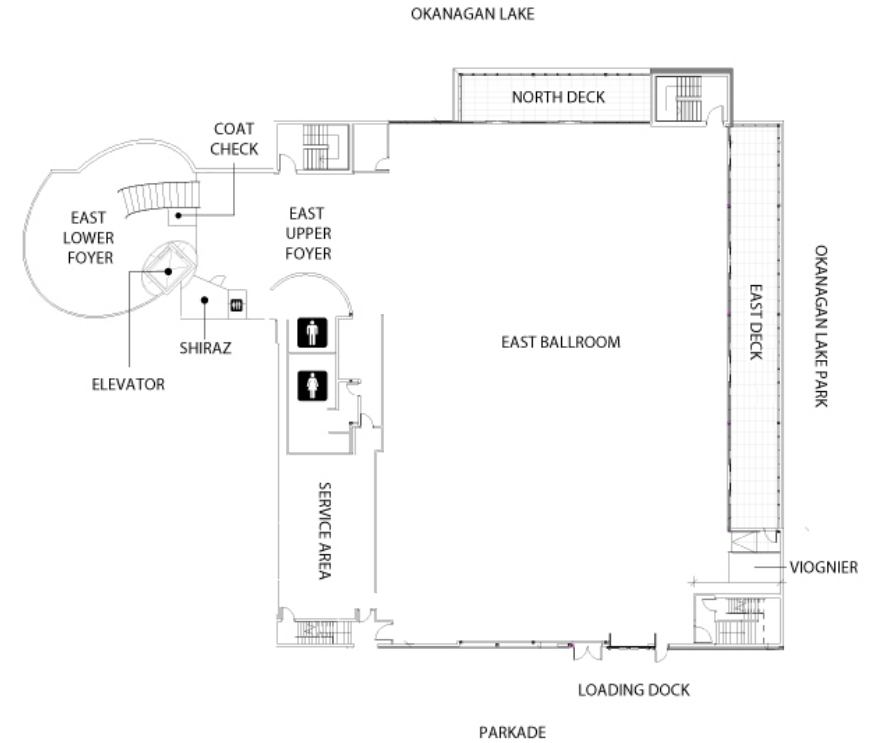 OKANAGAN LAKE
NORTH DECK
COAT
CHECK
EAST
LOWER
FOYER
EAST
UPPER
FOYER
OKANAGAN LAKE PARK
EAST DECK
EAST BALLROOM
SHIRAZ
ELEVATOR
SERVICE AREA
VIOGNIER
LOADING DOCK
PARKADE